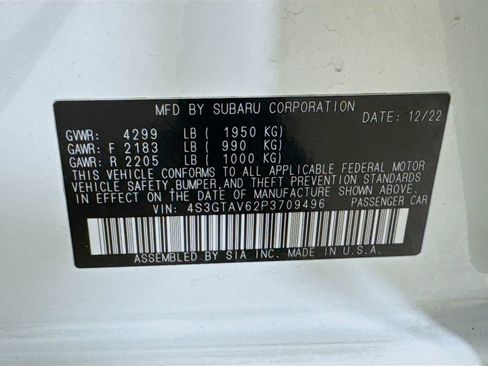 MFD BY SUBARU CORPORATION
DATE: 12/22
GVWR: 4299 LB ( 1950 KG)
GAWR: F 2183 LB ( 990 KG)
GAWR: R 2205 LB ( 1000 KG)
THIS VEHICLE CONFORMS TO ALL APPLICABLE FEDERAL MOTOR
VEHICLE SAFETY, BUMPER, AND THEFT PREVENTION STANDARDS
IN EFFECT ON THE DATE OF MANUFACTURE SHOWN ABOVE.
VIN: 4S3GTAV62P3709496 PASSENGER CAR
ASSEMBLED BY SIA INC. MADE IN U.S.A.